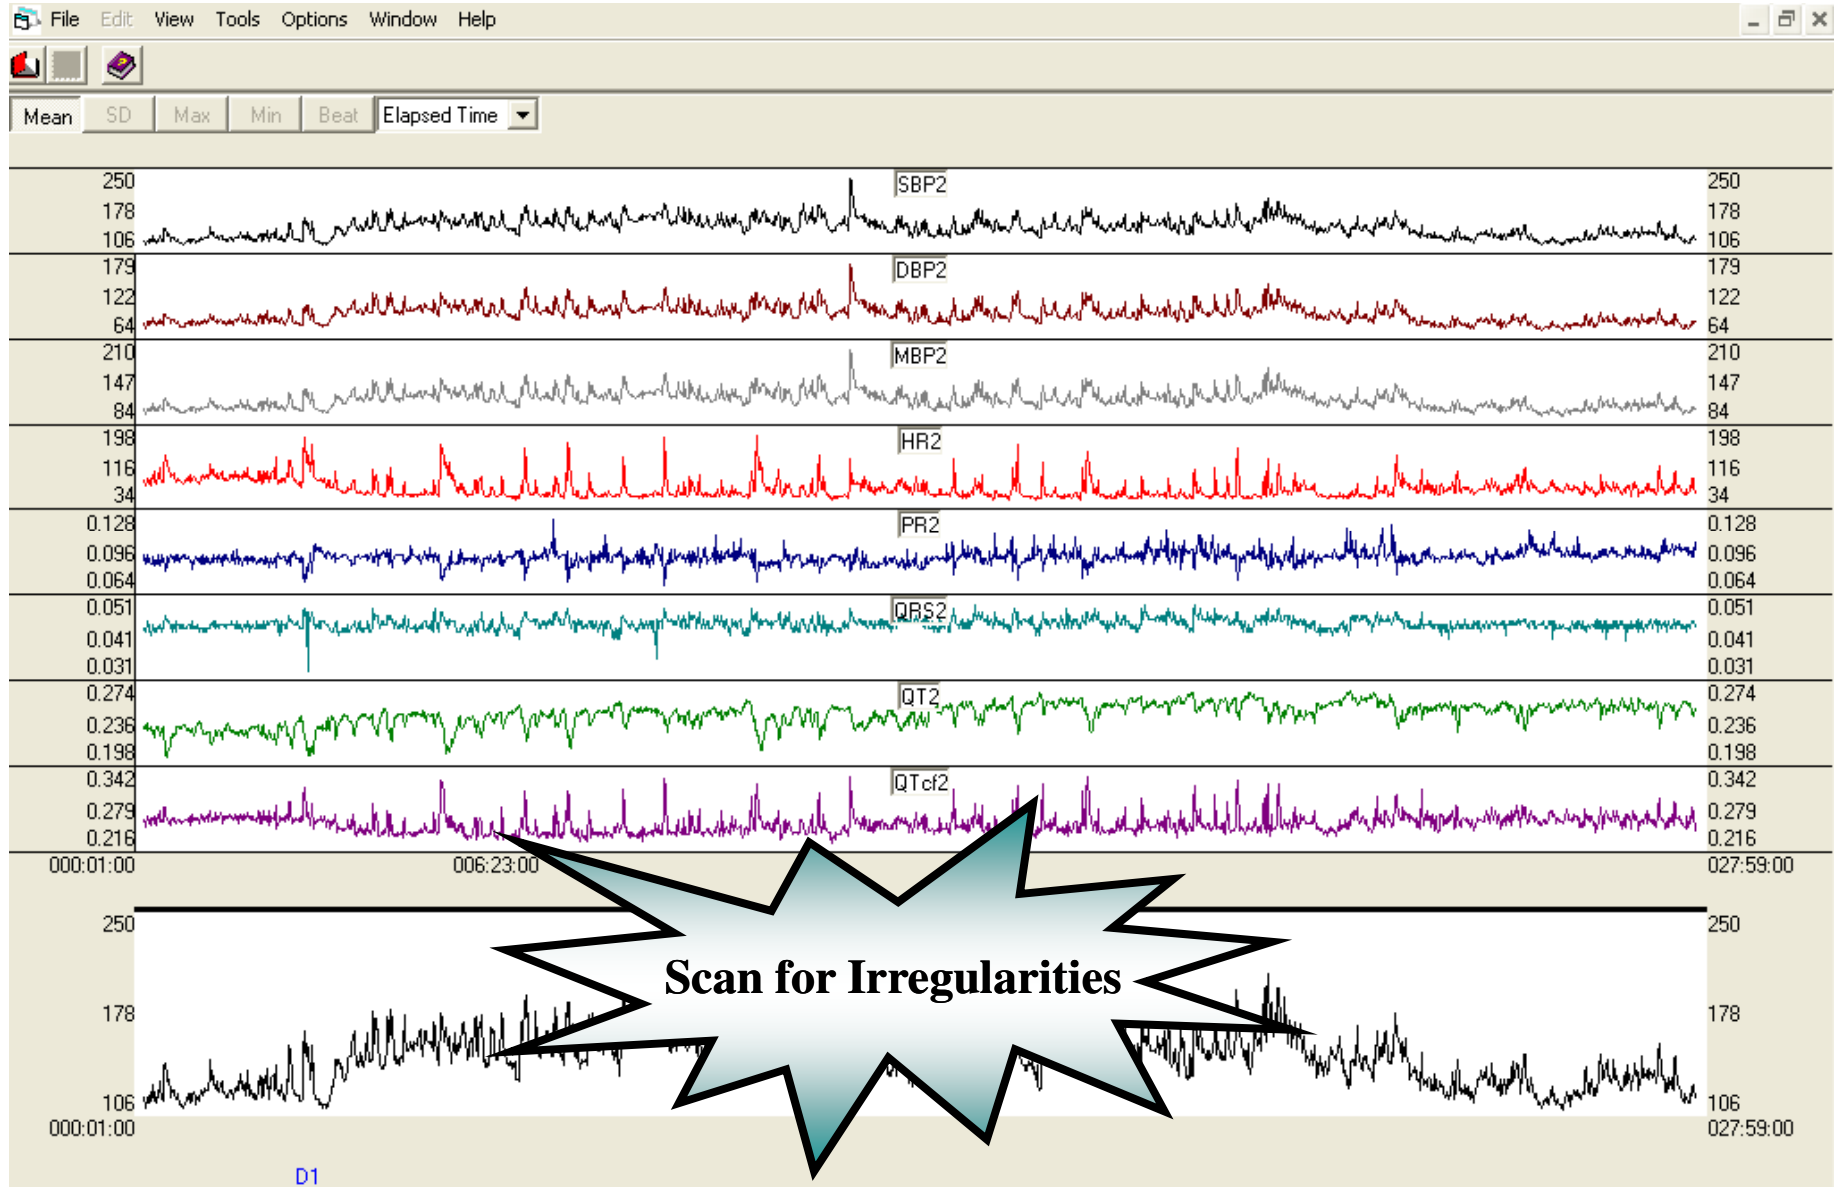 File Edit View Tools Options Window Help
Mean SD Max Min Beat Elapsed Time
250 SBP2 250
178 178
106 106
179 DBP2 179
122 122
64 64
210 MBP2 210
147 147
84 84
198 HR2 198
116 116
34 34
0.128 PR2 0.128
0.096 0.096
0.064 0.064
0.051 QRS2 0.051
0.041 0.041
0.031 0.031
0.274 QT2 0.274
0.236 0.236
0.198 0.198
0.342 QTcf2 0.342
0.279 0.279
0.216 0.216
000:01:00 006:23:00 027:59:00
250 250
Scan for Irregularities
178 178
106 106
000:01:00 027:59:00
D1